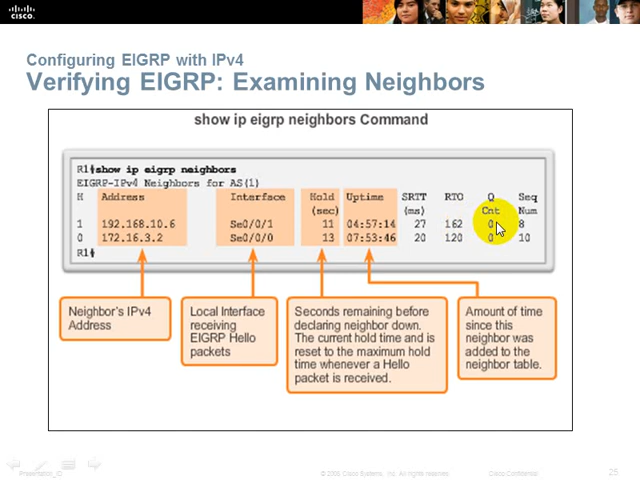 CISCO.
Configuring EIGRP with IPv4
Verifying EIGRP: Examining Neighbors
show ip eigrp neighbors Command
R1#show ip eigrp neighbors
EIGRP-IPv4 Neighbors for AS(1)
H Address Interface Hold Uptime SRTT RTO Q Seq
(sec) (ms) Cnt Num
1 192.168.10.6 Se0/0/1 11 04:57:14 27 162 0 8
0 172.16.3.2 Se0/0/0 13 07:53:46 20 120 0 10
R1#
Neighbor's IPv4
Address
Local Interface
receiving
EIGRP Hello
packets
Seconds remaining before
declaring neighbor down.
The current hold time and is
reset to the maximum hold
time whenever a Hello
packet is received.
Amount of time
since this
neighbor was
added to the
neighbor table.
Presentation_ID
© 2008 Cisco Systems, Inc. All rights reserved.
Cisco Confidential